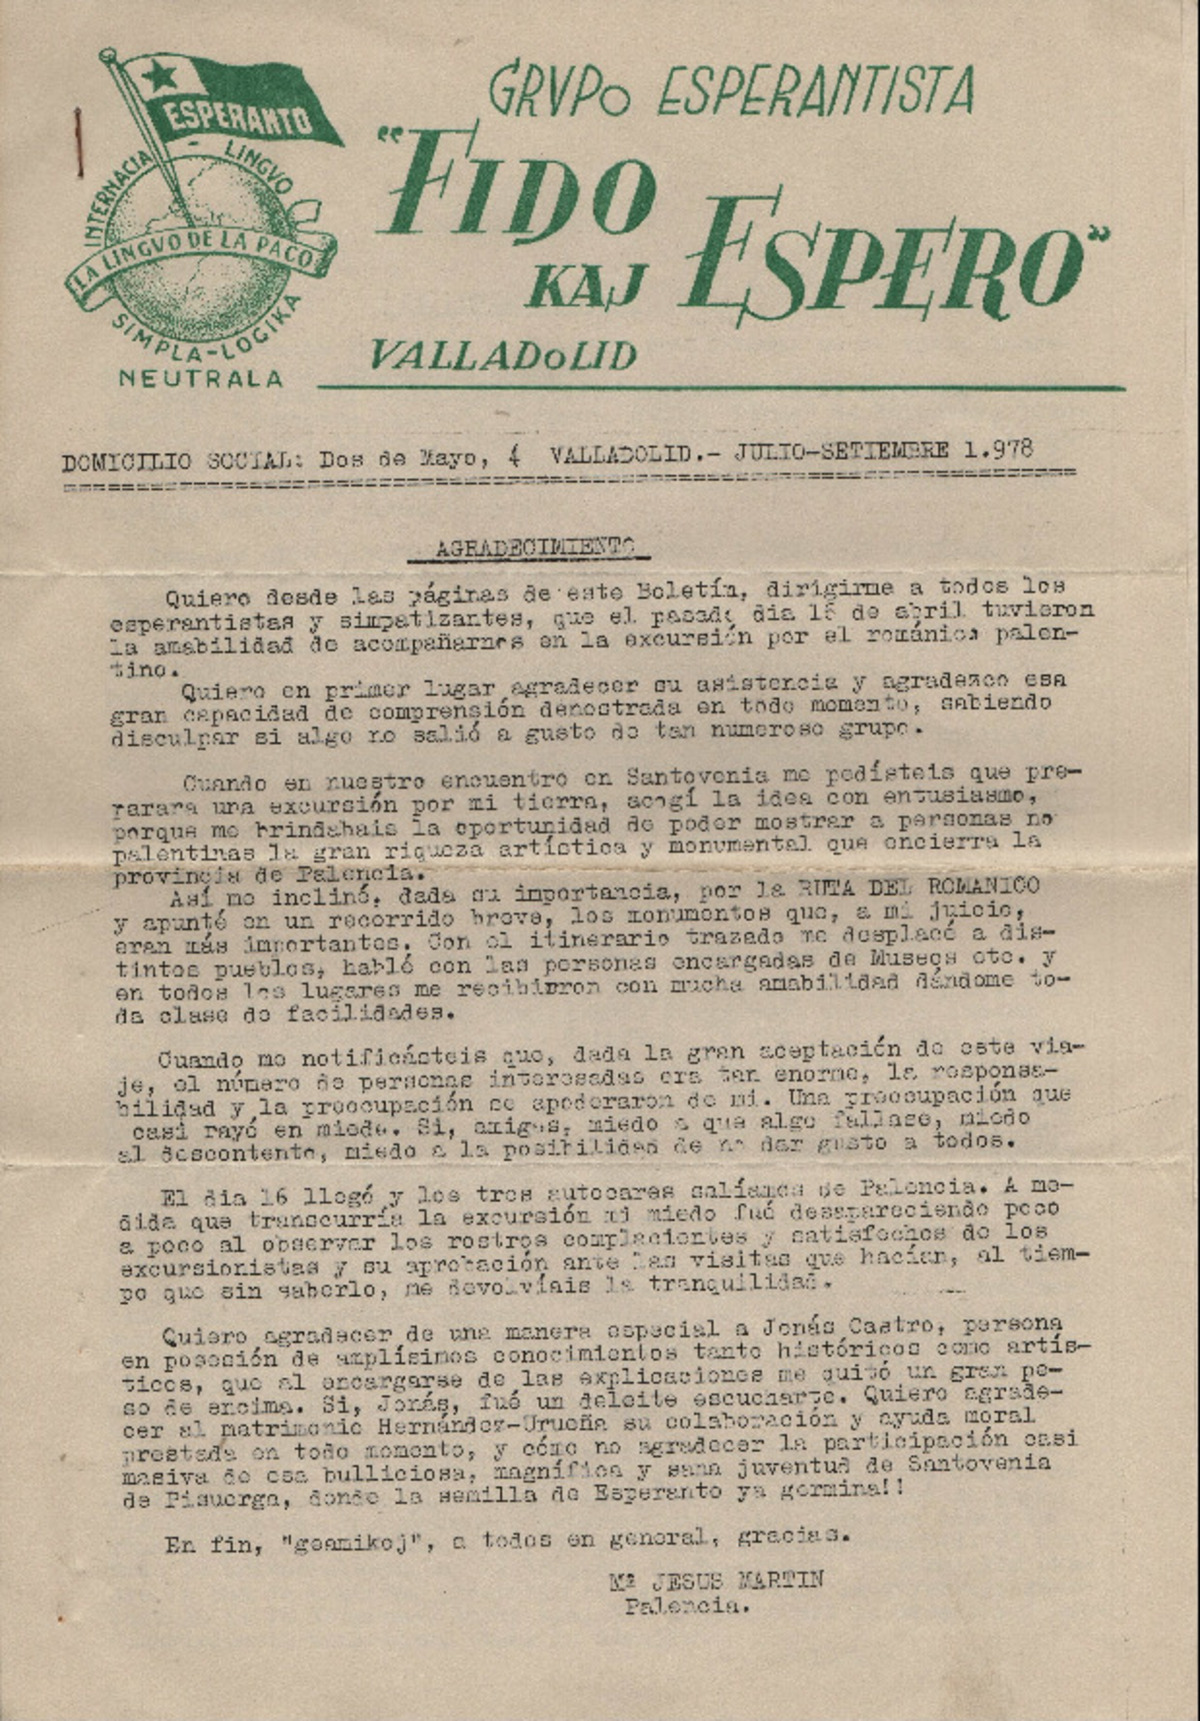 ESPERANTO
INTERNACIA LINGVO
LA LINGVO DE LA PACO
SIMPLA-LOGIKA
NEUTRALA
GRVPO ESPERANTISTA
"FIDO
KAJ ESPERO"
VALLADOLID
DOMICILIO SOCIAL: Dos de Mayo, 4 VALLADOLID.- JULIO-SETIEMBRE 1.978
AGRADECIMIENTO
Quiero desde las páginas de este Boletín, dirigirme a todos los
esperantistas y simpatizantes, que el pasado dia 16 de abril tuvieron
la amabilidad de acompañarnos en la excursión por el románico palen-
tino.
Quiero en primer lugar agradecer su asistencia y agradezco esa
gran capacidad de comprensión demostrada en todo momento, sabiendo
disculpar si algo no salió a gusto de tan numeroso grupo.
Cuando en nuestro encuentro en Santovenia me pedísteis que pre-
parara una excursión por mi tierra, acogí la idea con entusiasmo,
porque me brindabais la oportunidad de poder mostrar a personas no
palentinas la gran riqueza artística y monumental que encierra la
provincia de Palencia.
Así me incliné, dada su importancia, por la RUTA DEL ROMANICO
y apunté en un recorrido breve, los monumentos que, a mi juicio,
eran más importantes. Con el itinerario trazado me desplacé a dis-
tintos pueblos, hablé con las personas encargadas de Museos etc. y
en todos los lugares me recibieron con mucha amabilidad dándome to-
da clase de facilidades.
Cuando me notificásteis que, dada la gran aceptación de este via-
je, el número de personas interesadas era tan enorme, la responsa-
bilidad y la preocupación se apoderaron de mi. Una preocupación que
casi rayó en miedo. Si, amigos, miedo a que algo fallase, miedo
al descontento, miedo a la posibilidad de no dar gusto a todos.
El dia 16 llegó y los tres autocares salíamos de Palencia. A me-
dida que transcurría la excursión mi miedo fué desapareciendo poco
a poco al observar los rostros complacientes y satisfechos de los
excursionistas y su aprobación ante las visitas que hacían, al tiem-
po que sin saberlo, me devolvíais la tranquilidad.
Quiero agradecer de una manera especial a Jonás Castro, persona
en posesión de amplísimos conocimientos tanto históricos como artís-
ticos, que al encargarse de las explicaciones me quitó un gran pe-
so de encima. Si, Jonás, fué un deleite escucharte. Quiero agrade-
cer al matrimonio Hernández-Urueña su colaboración y ayuda moral
prestada en todo momento, y cómo no agradecer la participación casi
masiva de esa bulliciosa, magnífica y sana juventud de Santovenia
de Pisuerga, donde la semilla de Esperanto ya germina!!
En fin, "geamikoj", a todos en general, gracias.
Mª JESUS MARTIN
Palencia.